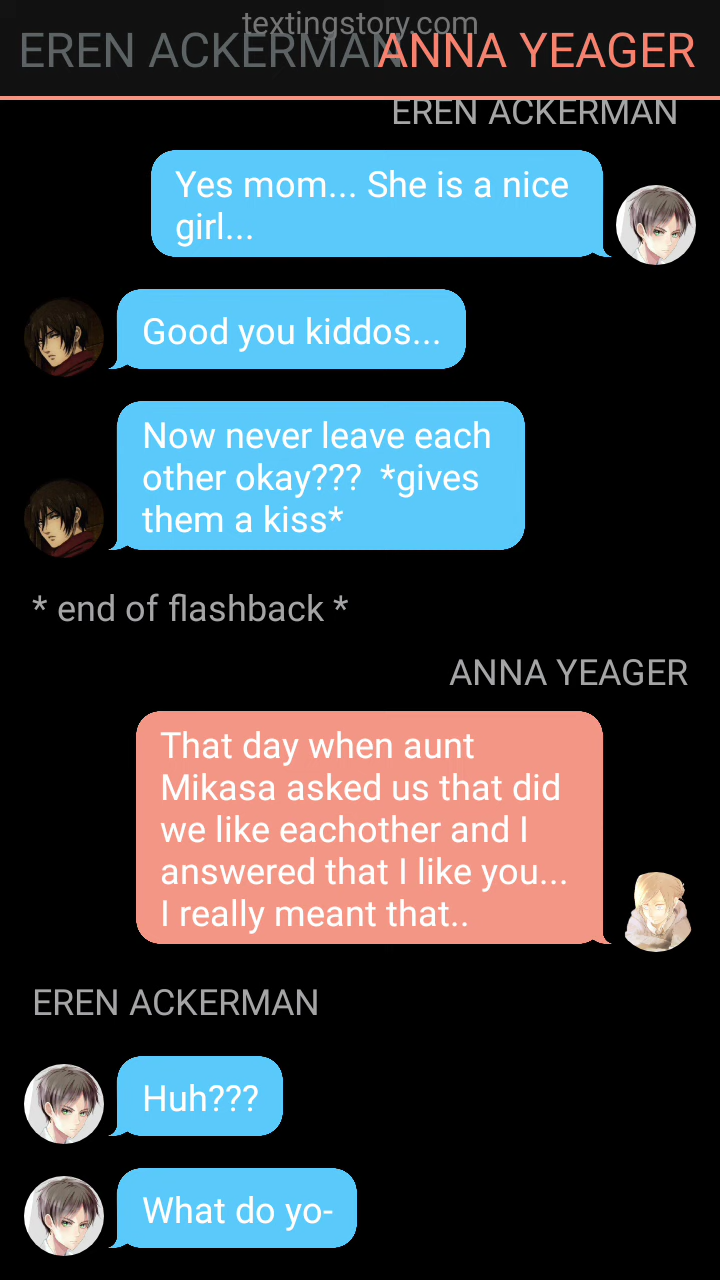 textingstory.com
EREN ACKERMAN
ANNA YEAGER
EREN ACKERMAN
Yes mom... She is a nice
girl...
Good you kiddos...
Now never leave each
other okay???  *gives
them a kiss*
* end of flashback *
ANNA YEAGER
That day when aunt
Mikasa asked us that did
we like eachother and I
answered that I like you...
I really meant that..
EREN ACKERMAN
Huh???
What do yo-